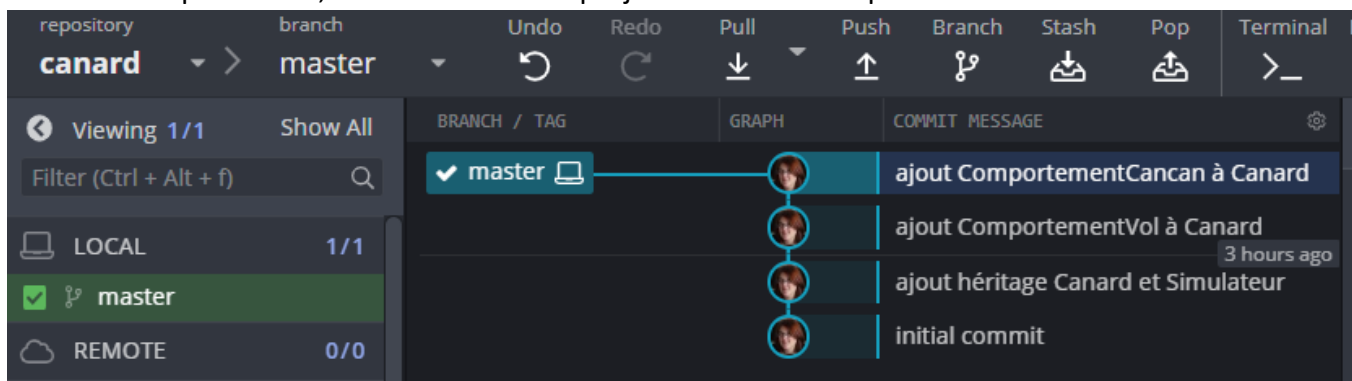 repository branch Undo Redo Pull Push Branch Stash Pop Terminal
canard > master
Viewing 1/1 Show All BRANCH / TAG GRAPH COMMIT MESSAGE
Filter (Ctrl + Alt + f) master ajout ComportementCancan à Canard
ajout ComportementVol à Canard
LOCAL 1/1
3 hours ago
master ajout héritage Canard et Simulateur
REMOTE 0/0 initial commit